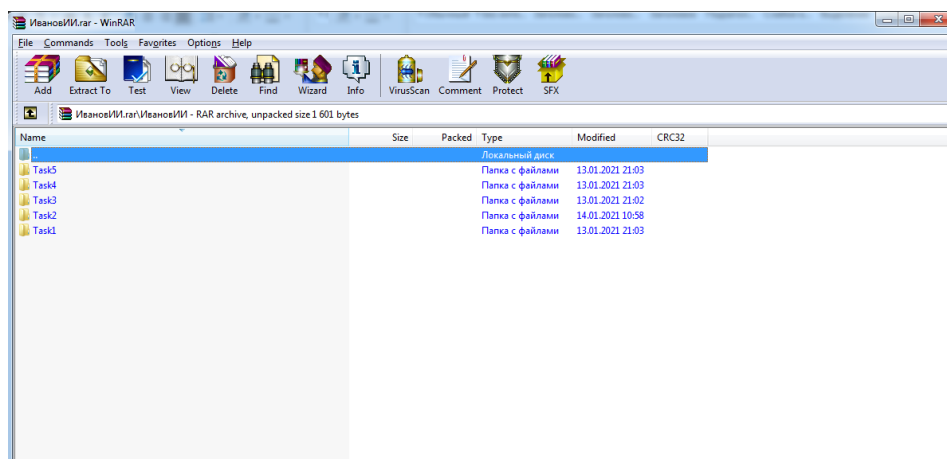 ИвановИИ.rar - WinRAR
File Commands Tools Favorites Options Help
Add Extract To Test View Delete Find Wizard Info VirusScan Comment Protect SFX
ИвановИИ.rar\ИвановИИ - RAR archive, unpacked size 1 601 bytes
Name Size Packed Type Modified CRC32
.. Локальный диск
Task5 Папка с файлами 13.01.2021 21:03
Task4 Папка с файлами 13.01.2021 21:03
Task3 Папка с файлами 13.01.2021 21:02
Task2 Папка с файлами 14.01.2021 10:58
Task1 Папка с файлами 13.01.2021 21:03